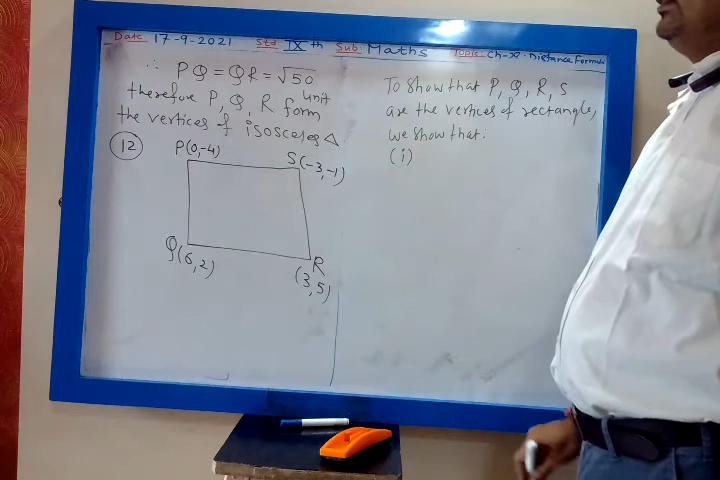 Date 17-9-2021 Std IXth Sub: Maths Topic: Ch-28. Distance Formula
∴ PQ = QR = √50 unit
therefore P, Q, R form
the vertices of isosceles △
12
P(0,-4)
S(-3,-1)
Q(6,2)
R
(3,5)
To show that P, Q, R, S
are the vertices of rectangle,
we show that.
(i)